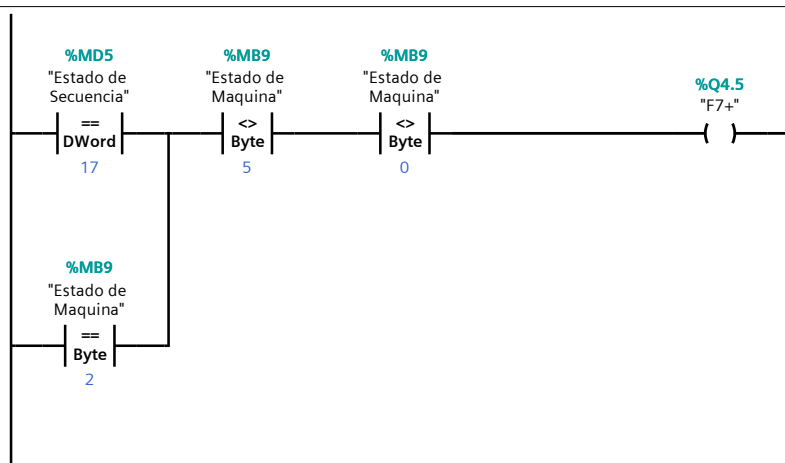 %MD5
"Estado de
Secuencia"
==
DWord
17
%MB9
"Estado de
Maquina"
<>
Byte
5
%MB9
"Estado de
Maquina"
<>
Byte
0
%Q4.5
"F7+"
%MB9
"Estado de
Maquina"
==
Byte
2